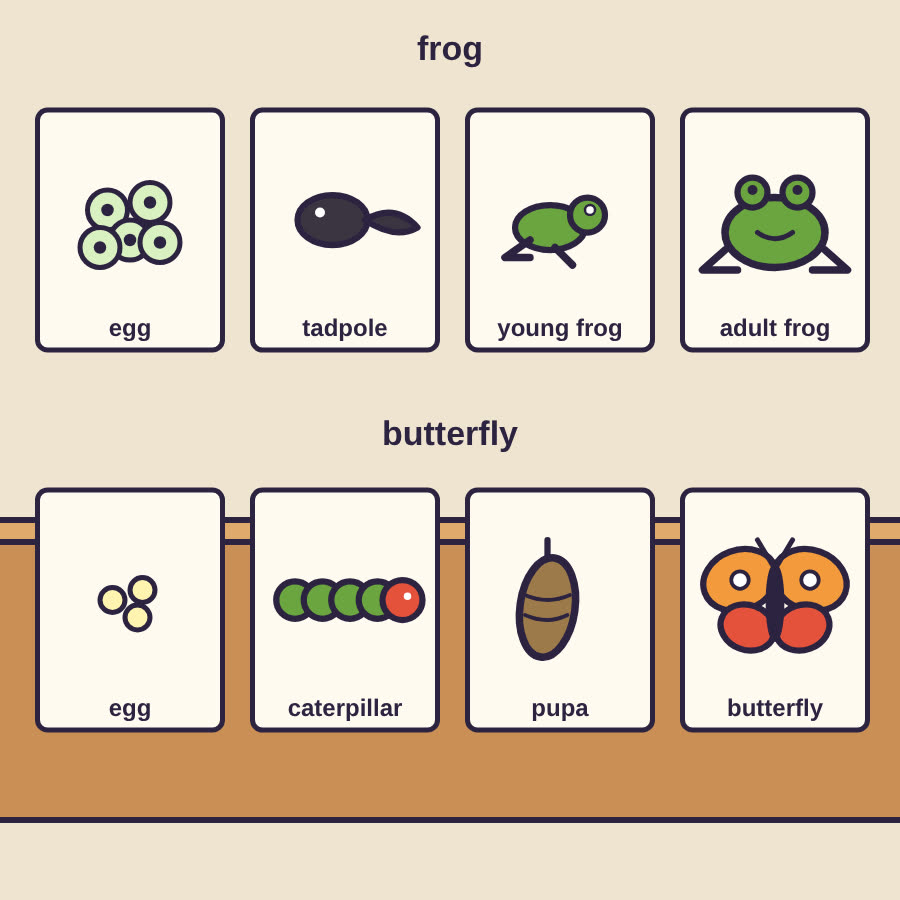 frog
egg
tadpole
young frog
adult frog
butterfly
egg
caterpillar
pupa
butterfly